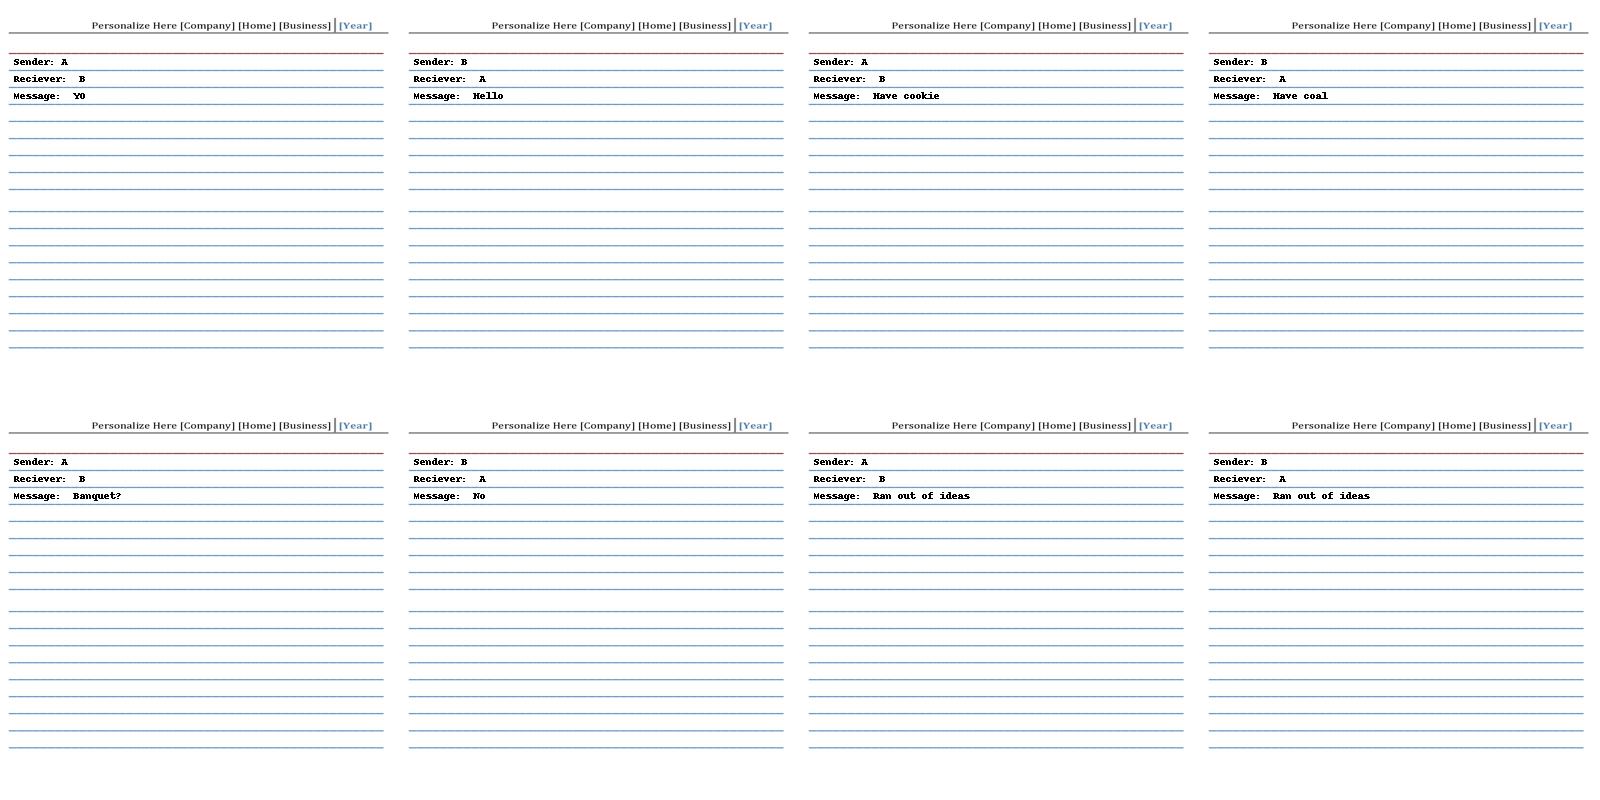 Personalize Here [Company] [Home] [Business] [Year]
Sender: A
Reciever: B
Message: YO
Personalize Here [Company] [Home] [Business] [Year]
Sender: B
Reciever: A
Message: Hello
Personalize Here [Company] [Home] [Business] [Year]
Sender: A
Reciever: B
Message: Have cookie
Personalize Here [Company] [Home] [Business] [Year]
Sender: B
Reciever: A
Message: Have coal
Personalize Here [Company] [Home] [Business] [Year]
Sender: A
Reciever: B
Message: Banquet?
Personalize Here [Company] [Home] [Business] [Year]
Sender: B
Reciever: A
Message: No
Personalize Here [Company] [Home] [Business] [Year]
Sender: A
Reciever: B
Message: Ran out of ideas
Personalize Here [Company] [Home] [Business] [Year]
Sender: B
Reciever: A
Message: Ran out of ideas